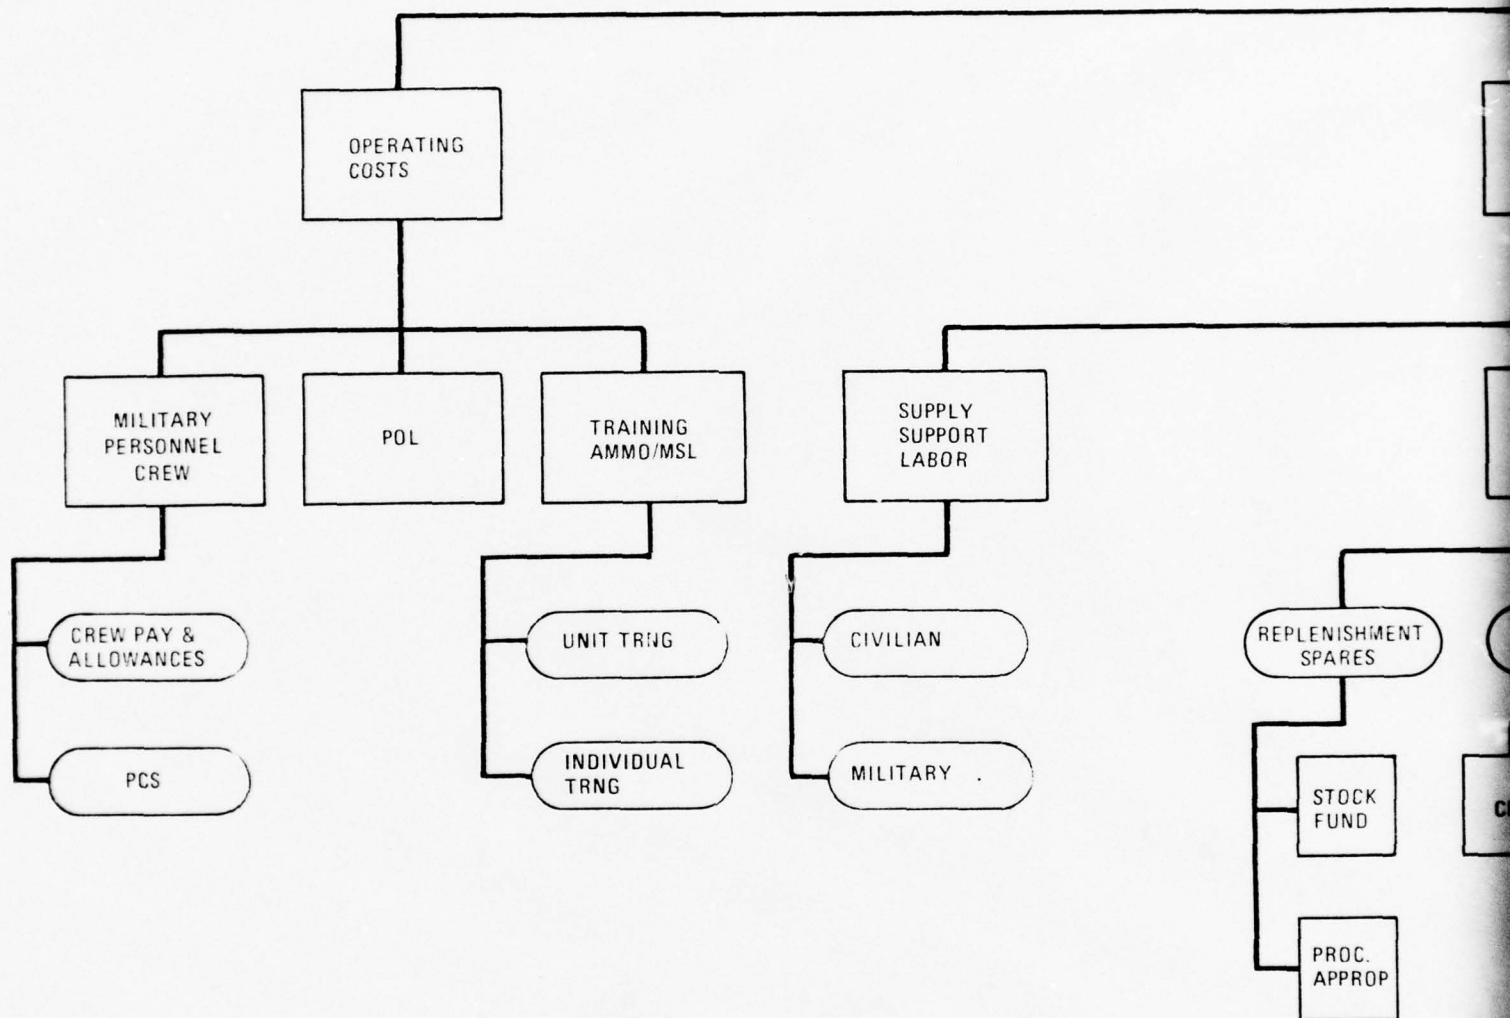 OPERATING
COSTS
MILITARY
PERSONNEL
CREW
POL
TRAINING
AMMO/MSL
SUPPLY
SUPPORT
LABOR
CREW PAY &
ALLOWANCES
UNIT TRNG
CIVILIAN
REPLENISHMENT
SPARES
PCS
INDIVIDUAL
TRNG
MILITARY
STOCK
FUND
PROC.
APPROP